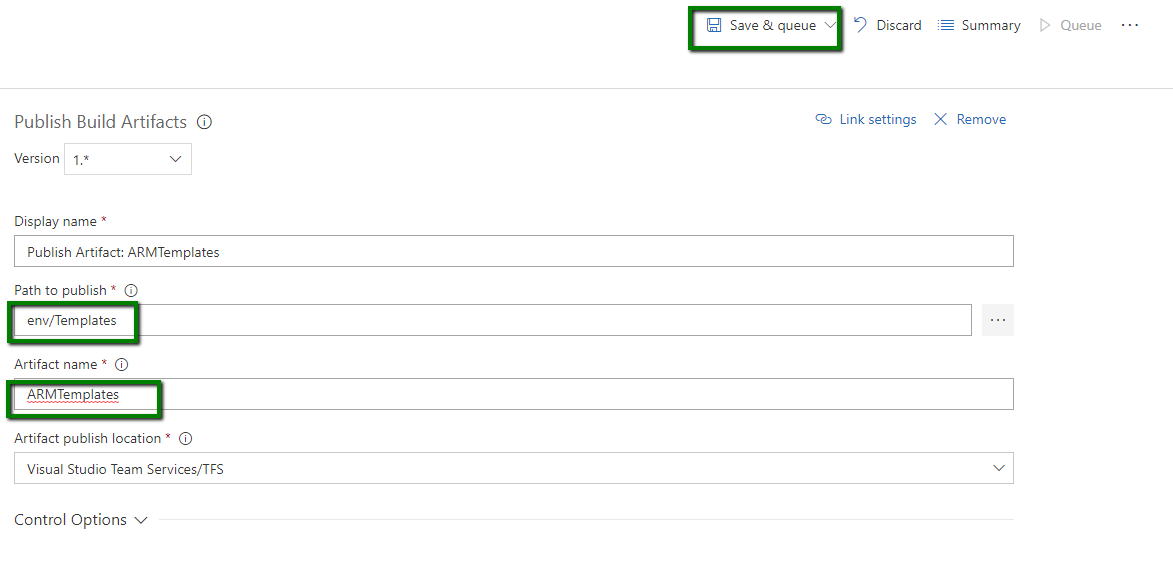 Save & queue Discard Summary Queue ...
Publish Build Artifacts
Link settings Remove
Version 1.*
Display name *
Publish Artifact: ARMTemplates
Path to publish *
env/Templates
...
Artifact name *
ARMTemplates
Artifact publish location *
Visual Studio Team Services/TFS
Control Options